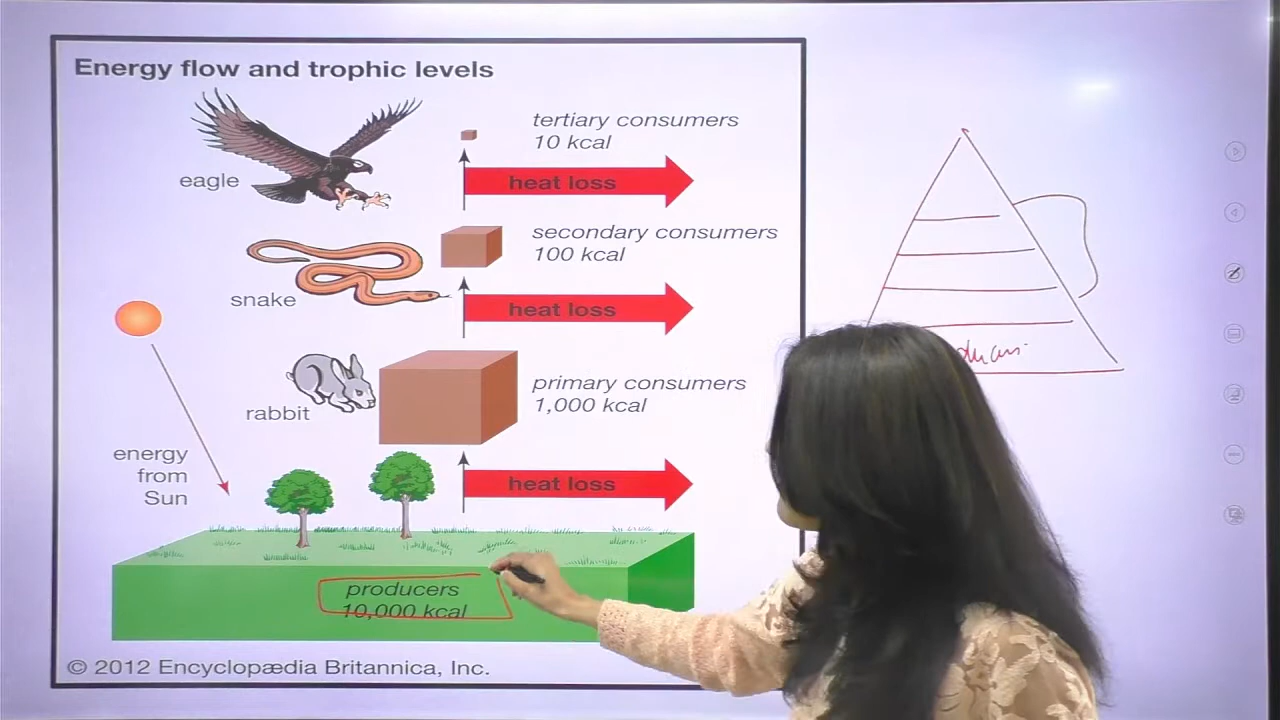 Energy flow and trophic levels
tertiary consumers
10 kcal
eagle
heat loss
secondary consumers
100 kcal
snake
heat loss
primary consumers
1,000 kcal
rabbit
energy
from
Sun
heat loss
producers
10,000 kcal
© 2012 Encyclopædia Britannica, Inc.